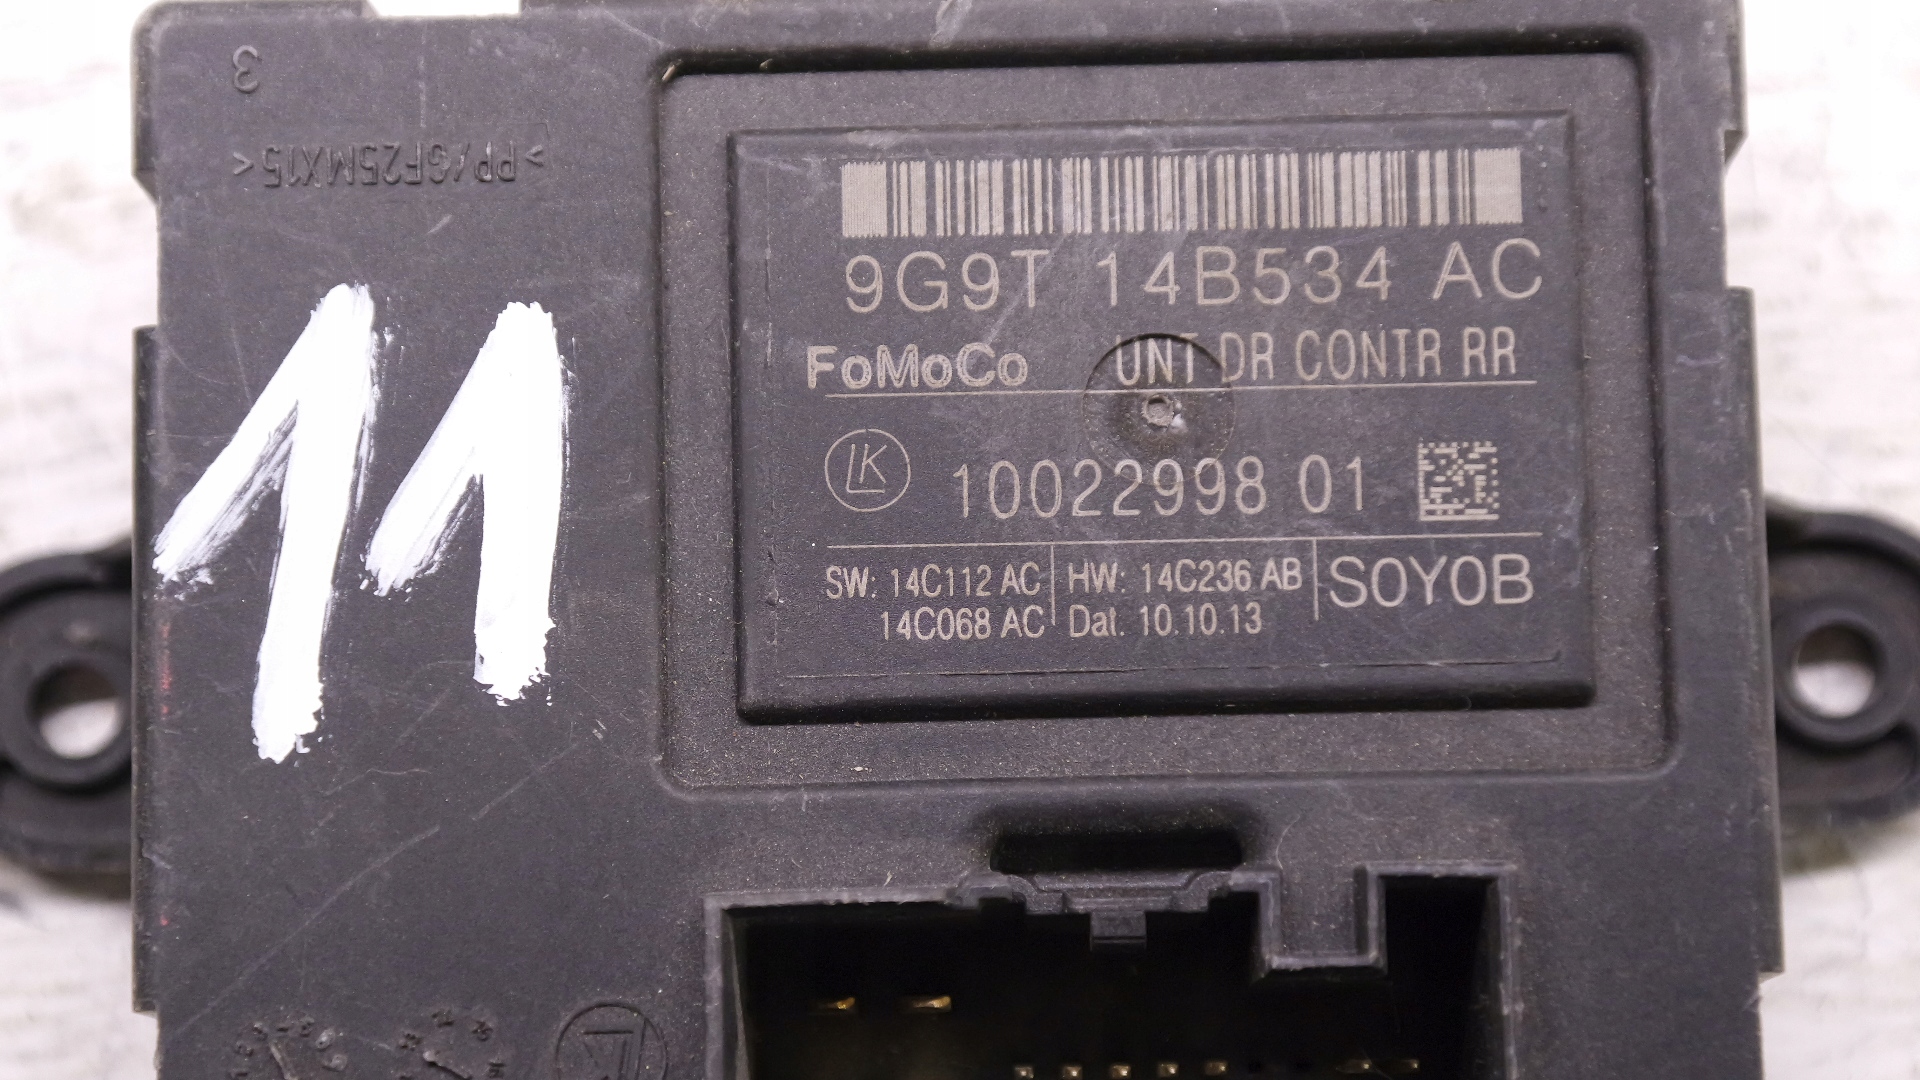 3
>PP/GF25MX15<
11
9G9T 14B534 AC
FoMoCo UNT DR CONTR RR
LK 10022998 01
SW: 14C112 AC HW: 14C236 AB S0Y0B
14C068 AC Dat. 10.10.13